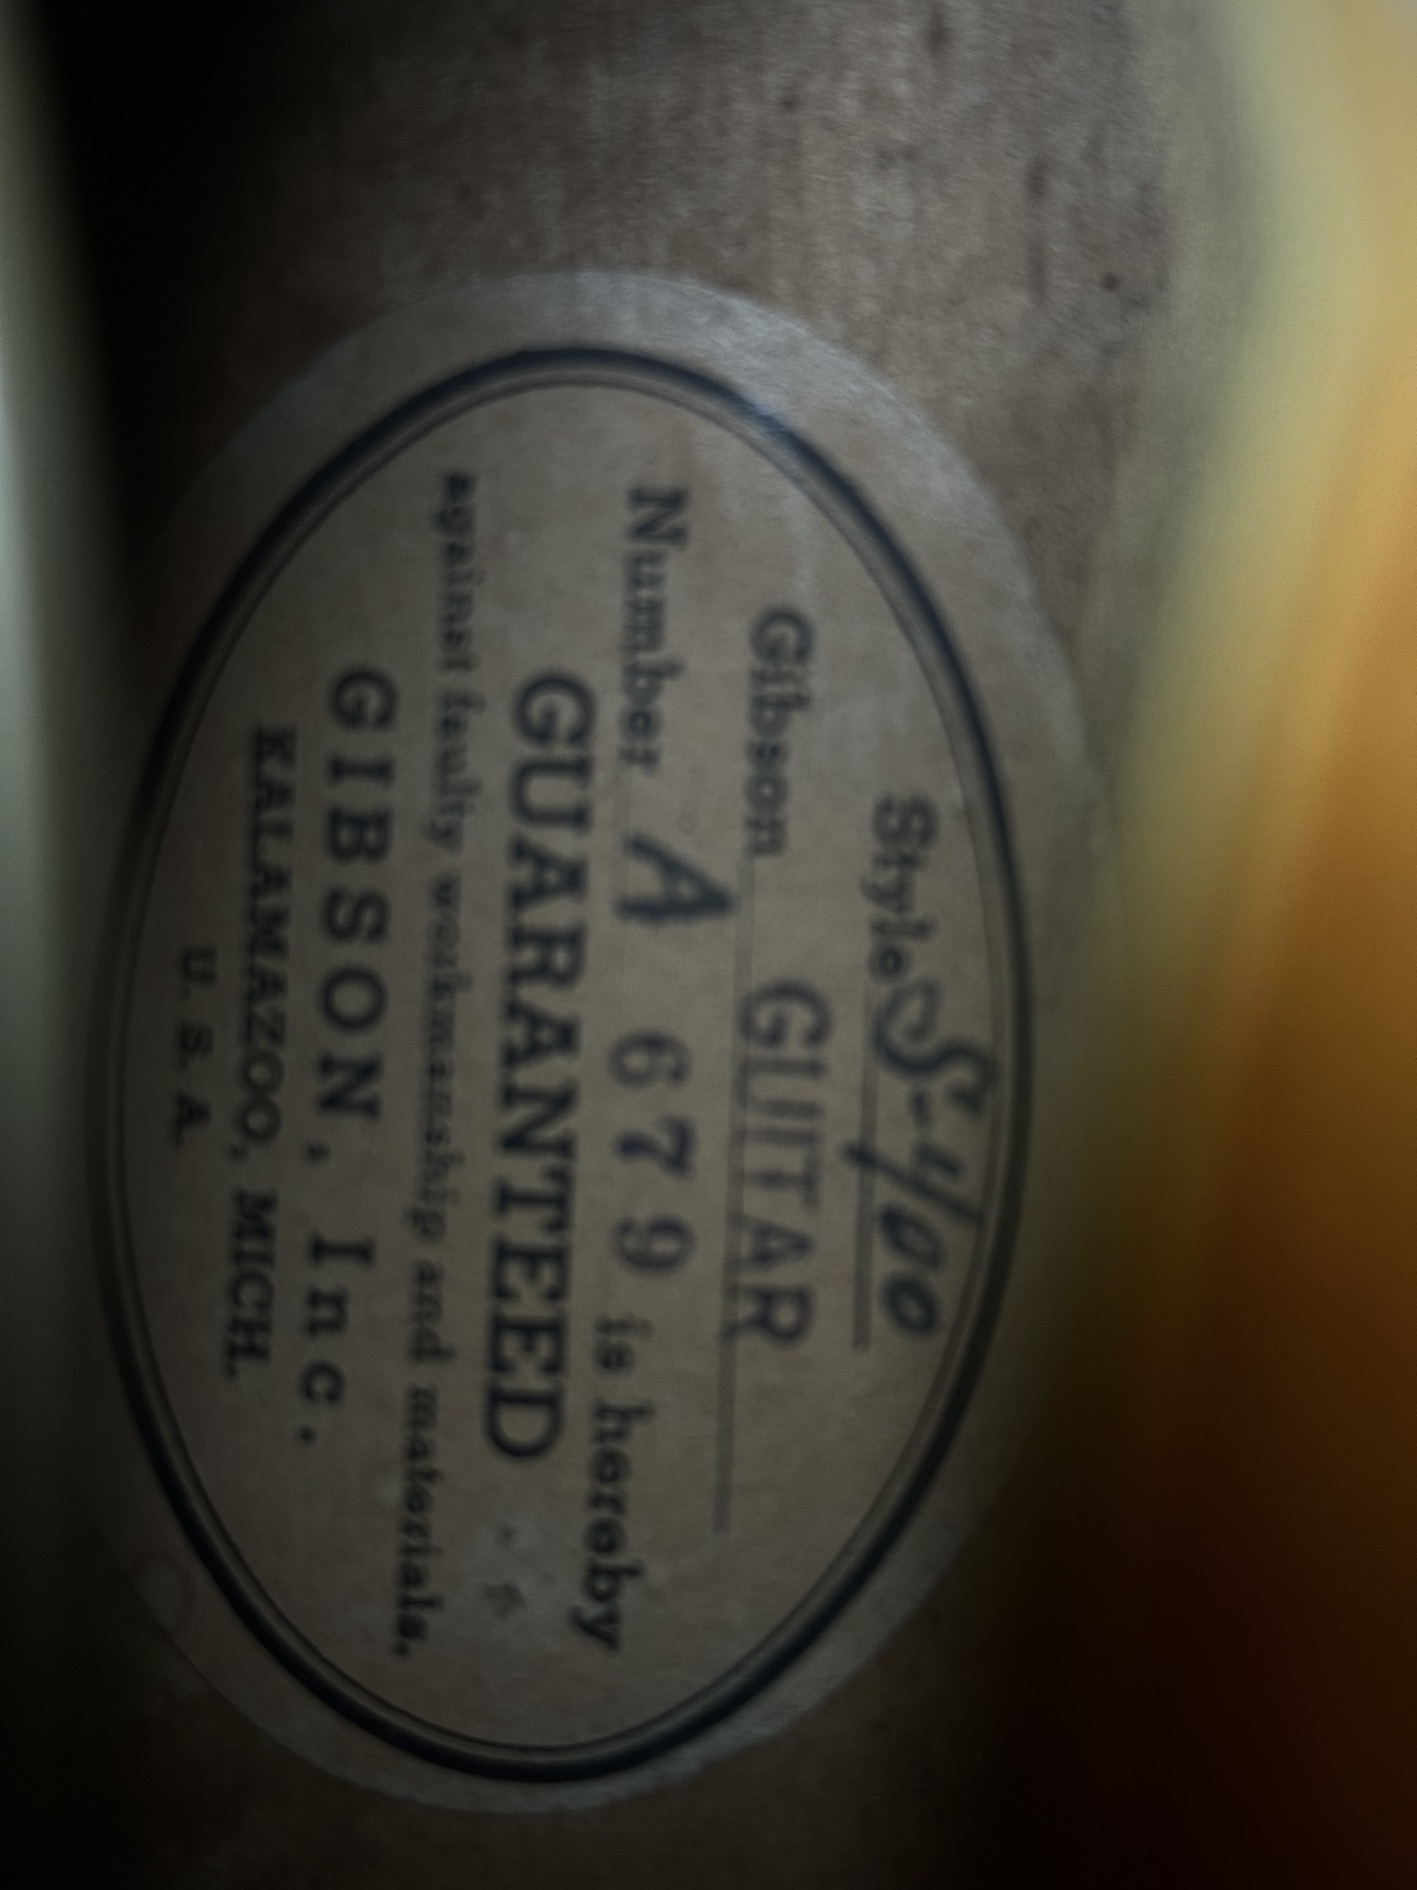 Style S-400
Gibson GUITAR
Number A 679 is hereby
GUARANTEED
against faulty workmanship and materials.
GIBSON, Inc.
KALAMAZOO, MICH.
U. S. A.